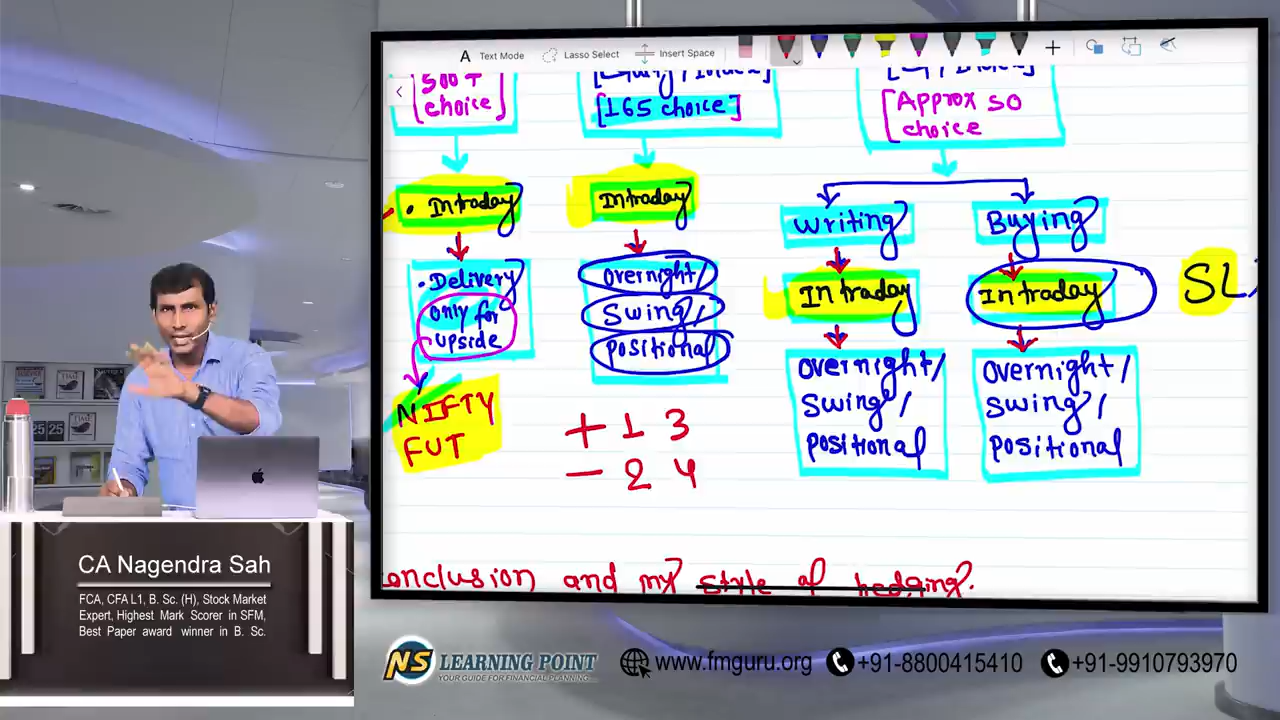 Text Mode
Lasso Select
Insert Space
[500+
choice]
[165 choice]
[Approx 50
choice
• Intraday
Intraday
Writing
Buying
• Delivery
only for
upside
Overnight/
Swing/
positional
Intraday
Intraday
SL
NIFTY
FUT
+ 1 3
- 2 4
Overnight/
Swing/
positional
Overnight/
Swing/
positional
onclusion and my style of hedging.
TIME
TIME
25 25
CA Nagendra Sah
FCA, CFA L1, B. Sc. (H), Stock Market
Expert, Highest Mark Scorer in SFM,
Best Paper award winner in B. Sc.
NS LEARNING POINT
YOUR GUIDE FOR FINANCIAL PLANNING...
www.fmguru.org
+91-8800415410
+91-9910793970